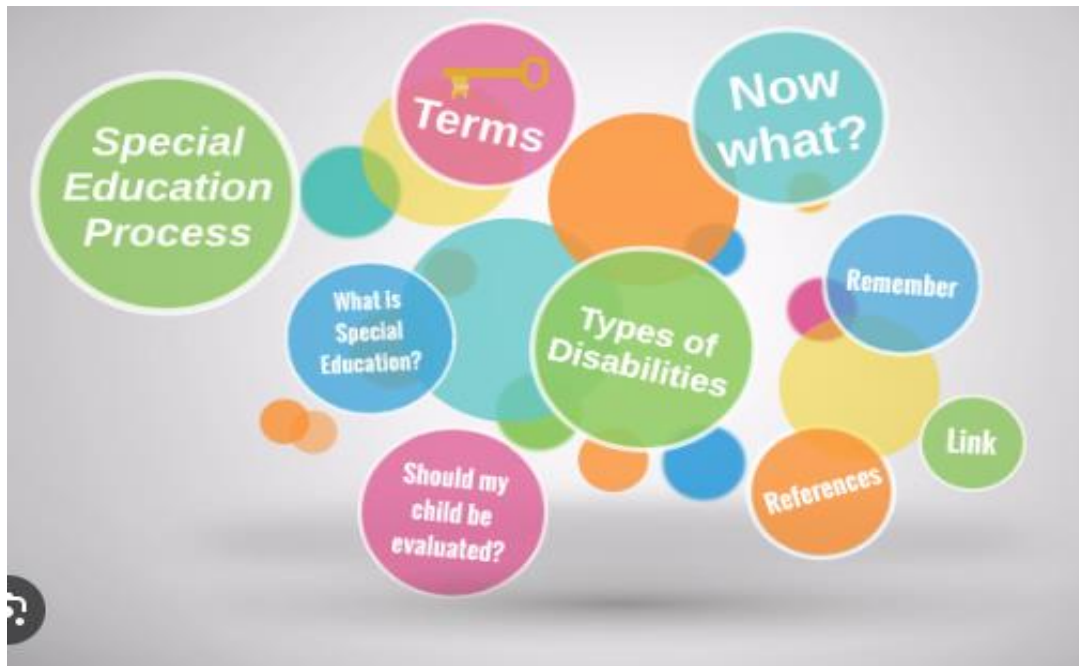 Special
Education
Process
Terms
Now
what?
What is
Special
Education?
Types of
Disabilities
Remember
Should my
child be
evaluated?
References
Link